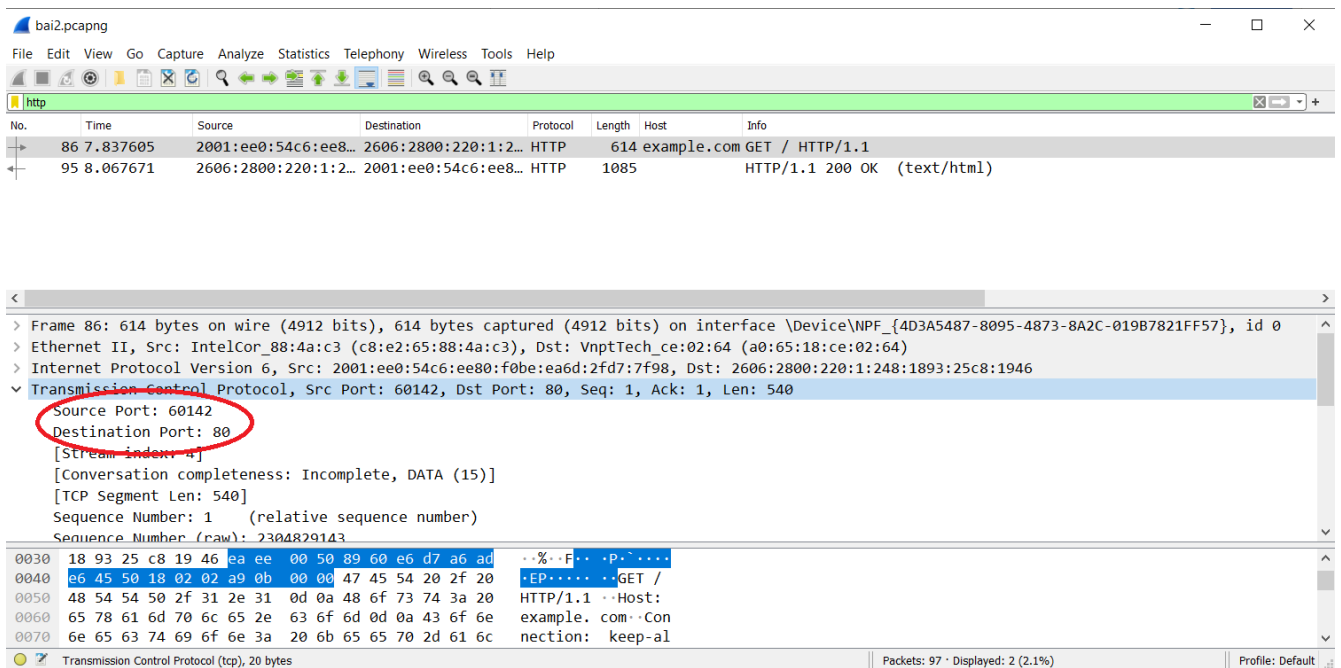 bai2.pcapng
File Edit View Go Capture Analyze Statistics Telephony Wireless Tools Help
http
No. Time Source Destination Protocol Length Host Info
86 7.837605 2001:ee0:54c6:ee8… 2606:2800:220:1:2… HTTP 614 example.com GET / HTTP/1.1
95 8.067671 2606:2800:220:1:2… 2001:ee0:54c6:ee8… HTTP 1085 HTTP/1.1 200 OK (text/html)
Frame 86: 614 bytes on wire (4912 bits), 614 bytes captured (4912 bits) on interface \Device\NPF_{4D3A5487-8095-4873-8A2C-019B7821FF57}, id 0
Ethernet II, Src: IntelCor_88:4a:c3 (c8:e2:65:88:4a:c3), Dst: VnptTech_ce:02:64 (a0:65:18:ce:02:64)
Internet Protocol Version 6, Src: 2001:ee0:54c6:ee80:f0be:ea6d:2fd7:7f98, Dst: 2606:2800:220:1:248:1893:25c8:1946
Transmission Control Protocol, Src Port: 60142, Dst Port: 80, Seq: 1, Ack: 1, Len: 540
Source Port: 60142
Destination Port: 80
[Stream index: 4]
[Conversation completeness: Incomplete, DATA (15)]
[TCP Segment Len: 540]
Sequence Number: 1 (relative sequence number)
Sequence Number (raw): 2304829143
0030 18 93 25 c8 19 46 ea ee 00 50 89 60 e6 d7 a6 ad ··%··F·· ·P·`····
0040 e6 45 50 18 02 02 a9 0b 00 00 47 45 54 20 2f 20 ·EP····· ··GET /
0050 48 54 54 50 2f 31 2e 31 0d 0a 48 6f 73 74 3a 20 HTTP/1.1 ··Host:
0060 65 78 61 6d 70 6c 65 2e 63 6f 6d 0d 0a 43 6f 6e example. com··Con
0070 6e 65 63 74 69 6f 6e 3a 20 6b 65 65 70 2d 61 6c nection: keep-al
Transmission Control Protocol (tcp), 20 bytes Packets: 97 · Displayed: 2 (2.1%) Profile: Default